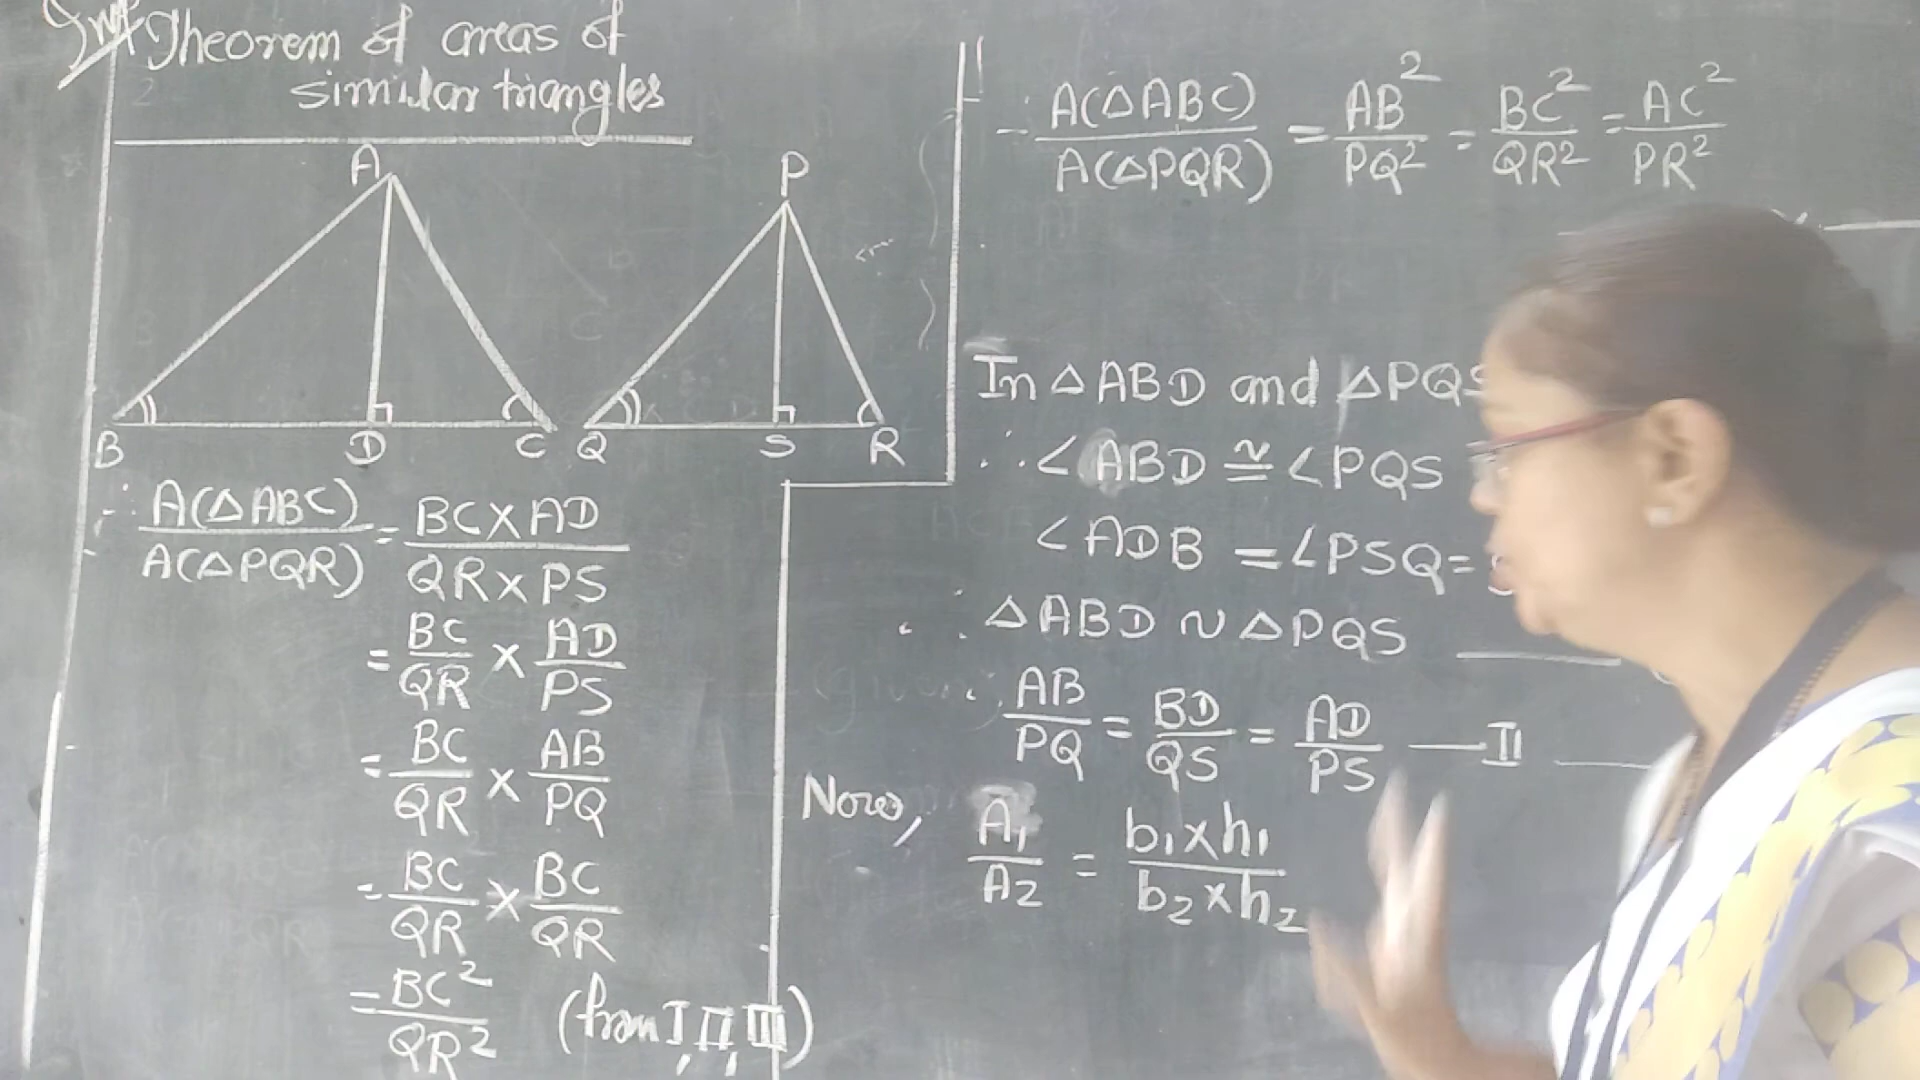 Imp Theorem of areas of
similar triangles
A
B D C
P
Q S R
∴ A(△ABC) / A(△PQR) = BC × AD / QR × PS
= BC/QR × AD/PS
= BC/QR × AB/PQ
= BC/QR × BC/QR
= BC²/QR² (from I, II, III)
∴ A(△ABC) / A(△PQR) = AB²/PQ² = BC²/QR² = AC²/PR²
In △ABD and △PQS
∴ ∠ABD ≅ ∠PQS
∠ADB = ∠PSQ =
∴ △ABD ~ △PQS
∴ AB/PQ = BD/QS = AD/PS — II
Now, A1/A2 = b1×h1 / b2×h2